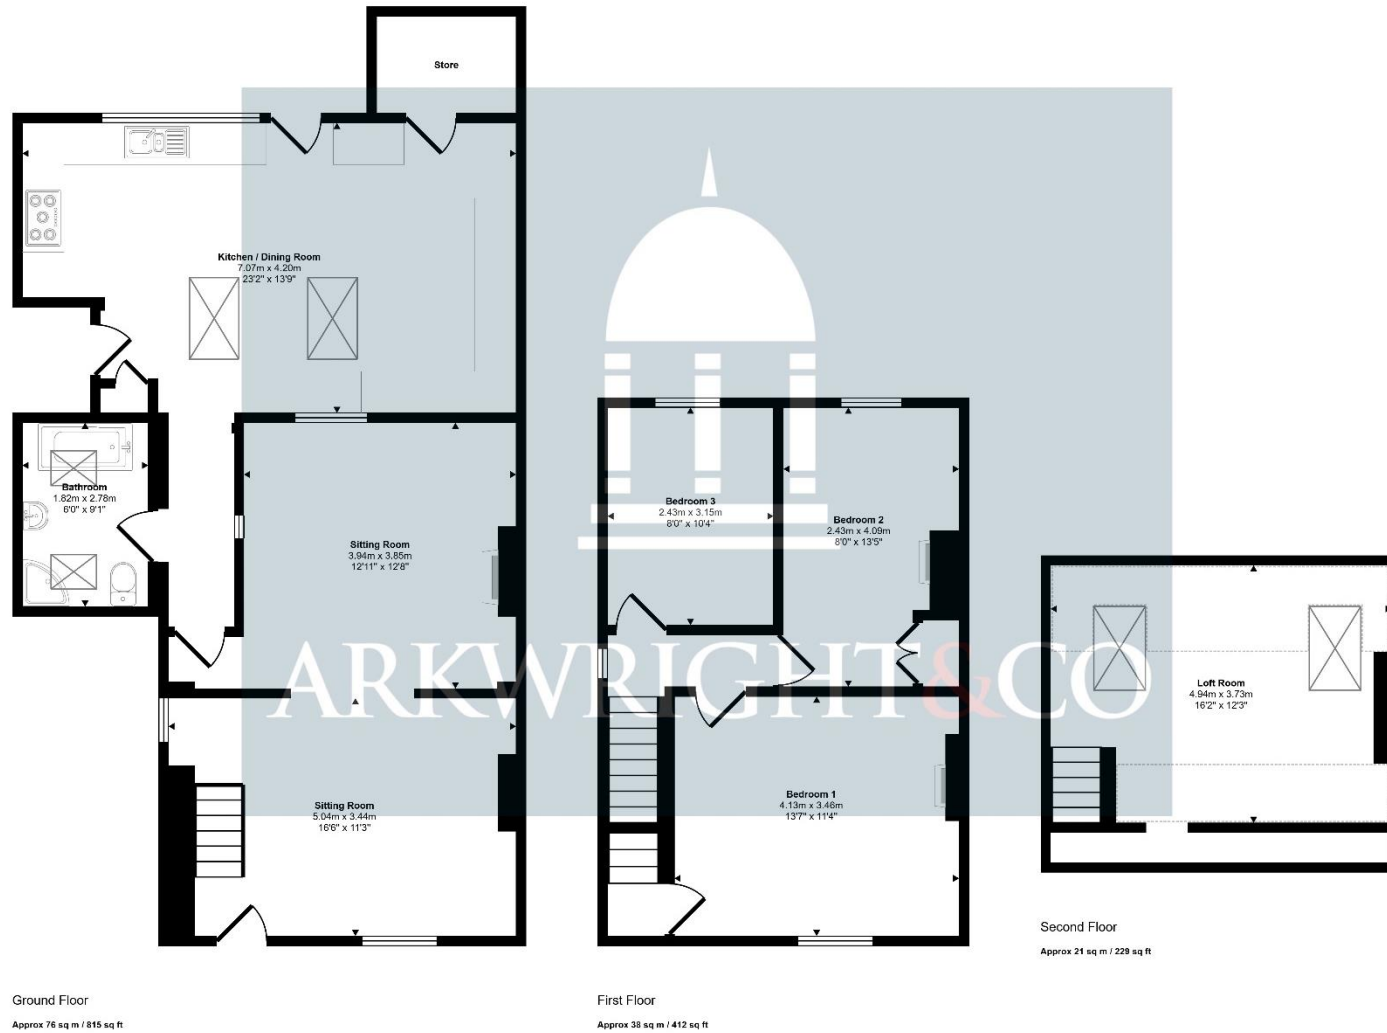 Store
Kitchen / Dining Room
7.07m x 4.20m
23'2" x 13'9"
Bathroom
1.82m x 2.78m
6'0" x 9'1"
Sitting Room
3.94m x 3.85m
12'11" x 12'8"
Sitting Room
5.04m x 3.44m
16'6" x 11'3"
Ground Floor
Approx 76 sq m / 815 sq ft
Bedroom 3
2.43m x 3.15m
8'0" x 10'4"
Bedroom 2
2.43m x 4.09m
8'0" x 13'5"
Bedroom 1
4.13m x 3.46m
13'7" x 11'4"
First Floor
Approx 38 sq m / 412 sq ft
Loft Room
4.94m x 3.73m
16'2" x 12'3"
Second Floor
Approx 21 sq m / 229 sq ft
ARKWRIGHT&CO